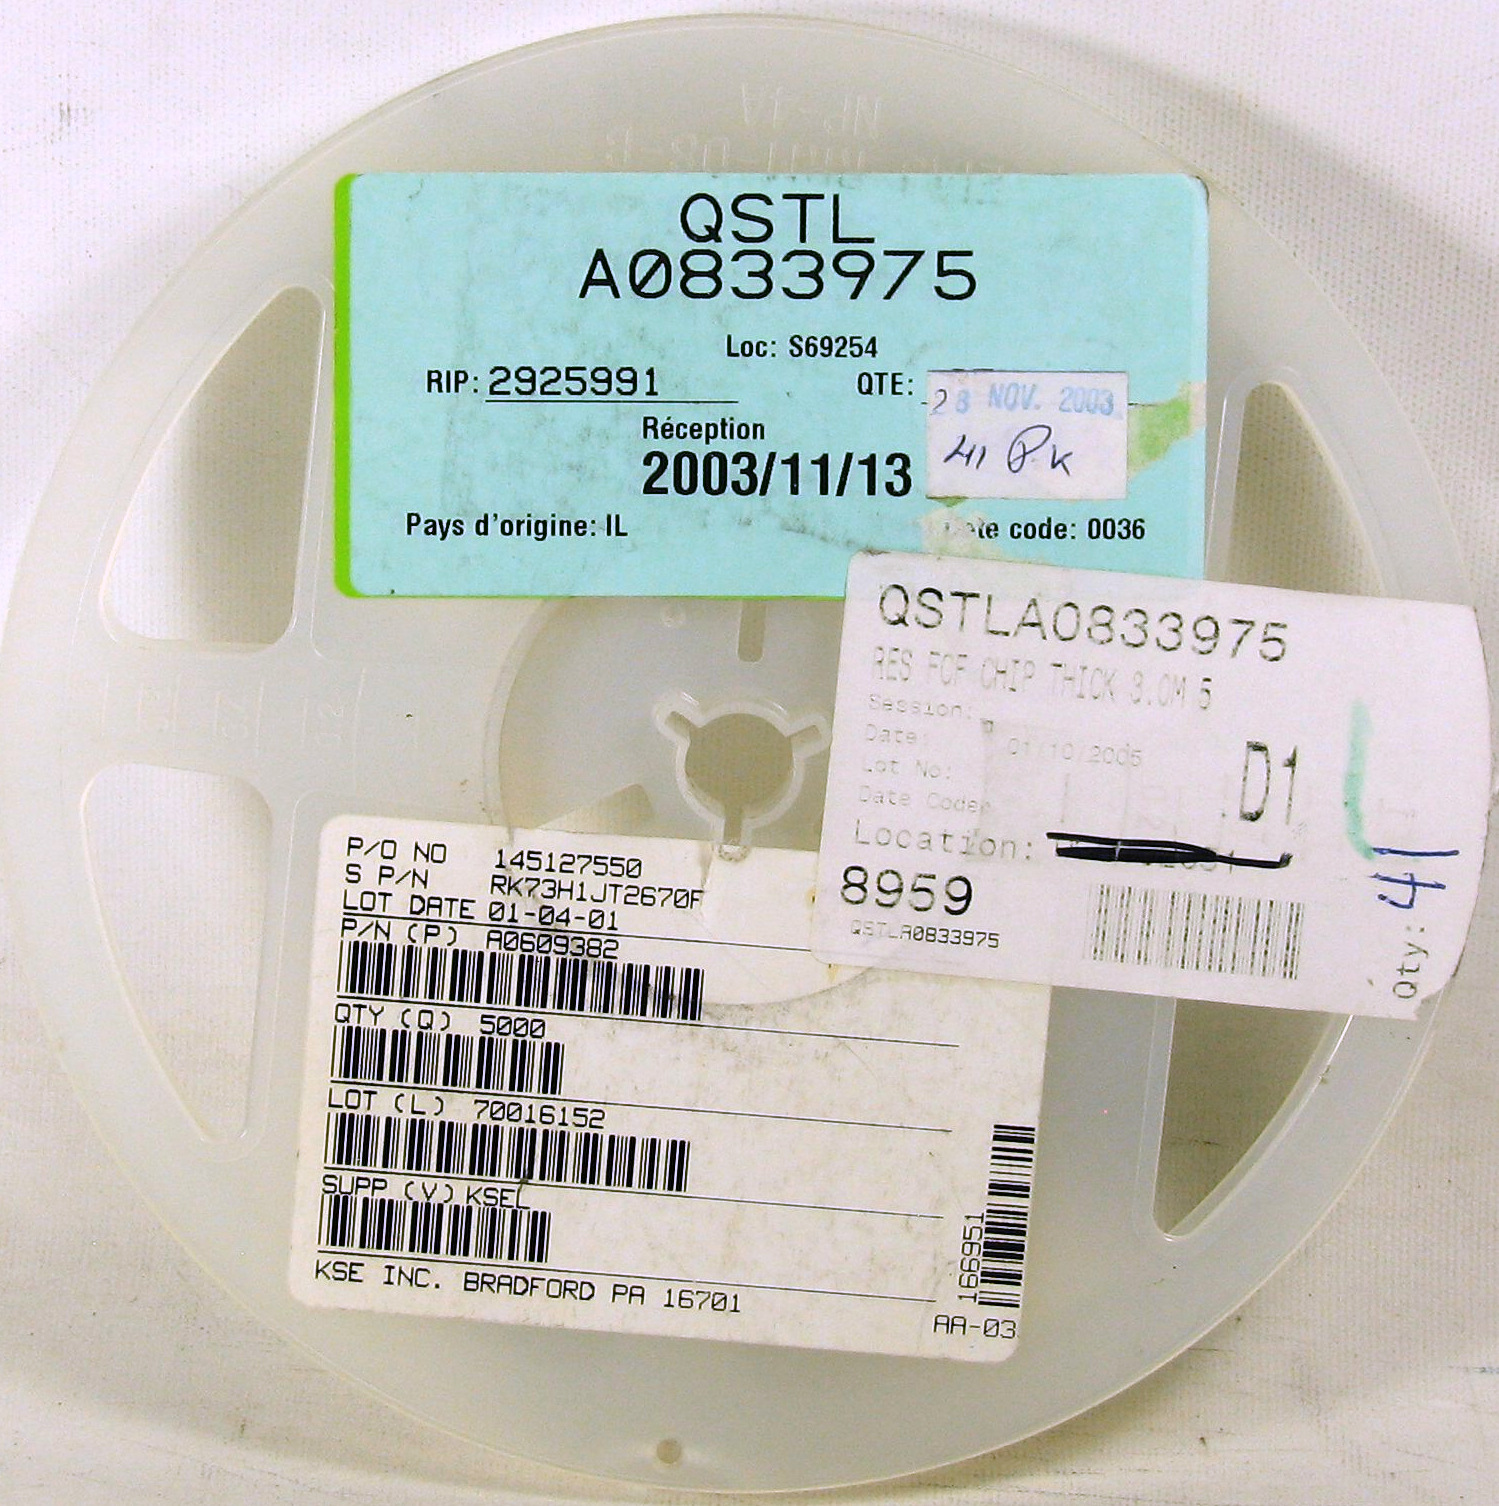 QSTL
A0833975
Loc: S69254
RIP: 2925991
QTE:
28 NOV. 2003
41 PK
Réception
2003/11/13
Pays d'origine: IL
Date code: 0036
QSTLA0833975
RES FCF CHIP THICK 3.0M 5
Session:
Date: 01/10/2005
Lot No:
Date Code:
D1
Location:
8959
QSTLA0833975
Qty: 41
P/O NO 145127550
S P/N RK73H1JT2670F
LOT DATE 01-04-01
P/N (P) A0609382
QTY (Q) 5000
LOT (L) 70016152
SUPP (V) KSEL
KSE INC. BRADFORD PA 16701
166951
AA-03